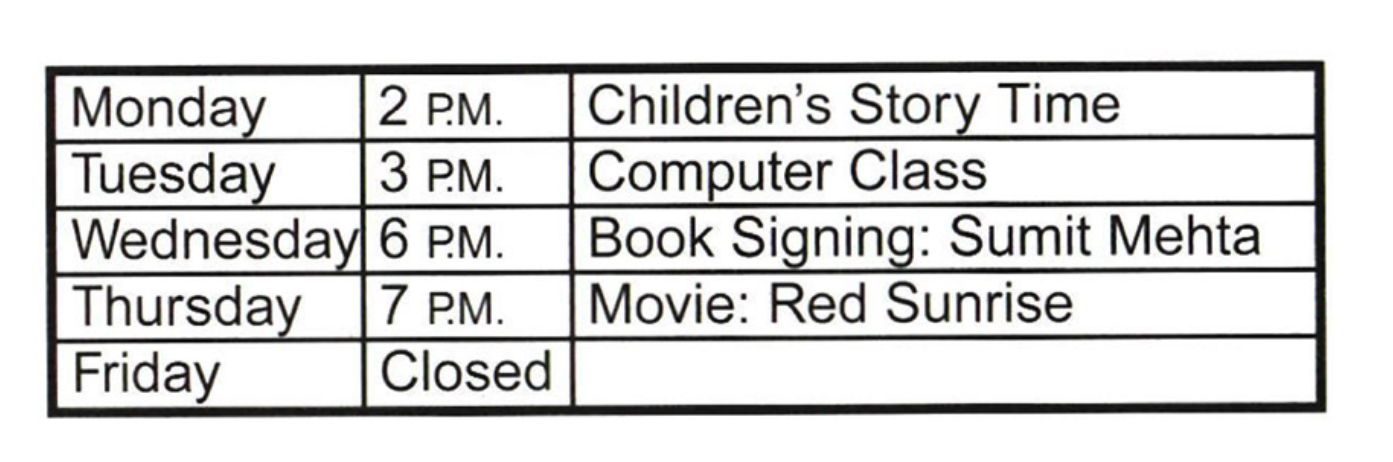 Monday 2 P.M. Children's Story Time
Tuesday 3 P.M. Computer Class
Wednesday 6 P.M. Book Signing: Sumit Mehta
Thursday 7 P.M. Movie: Red Sunrise
Friday Closed